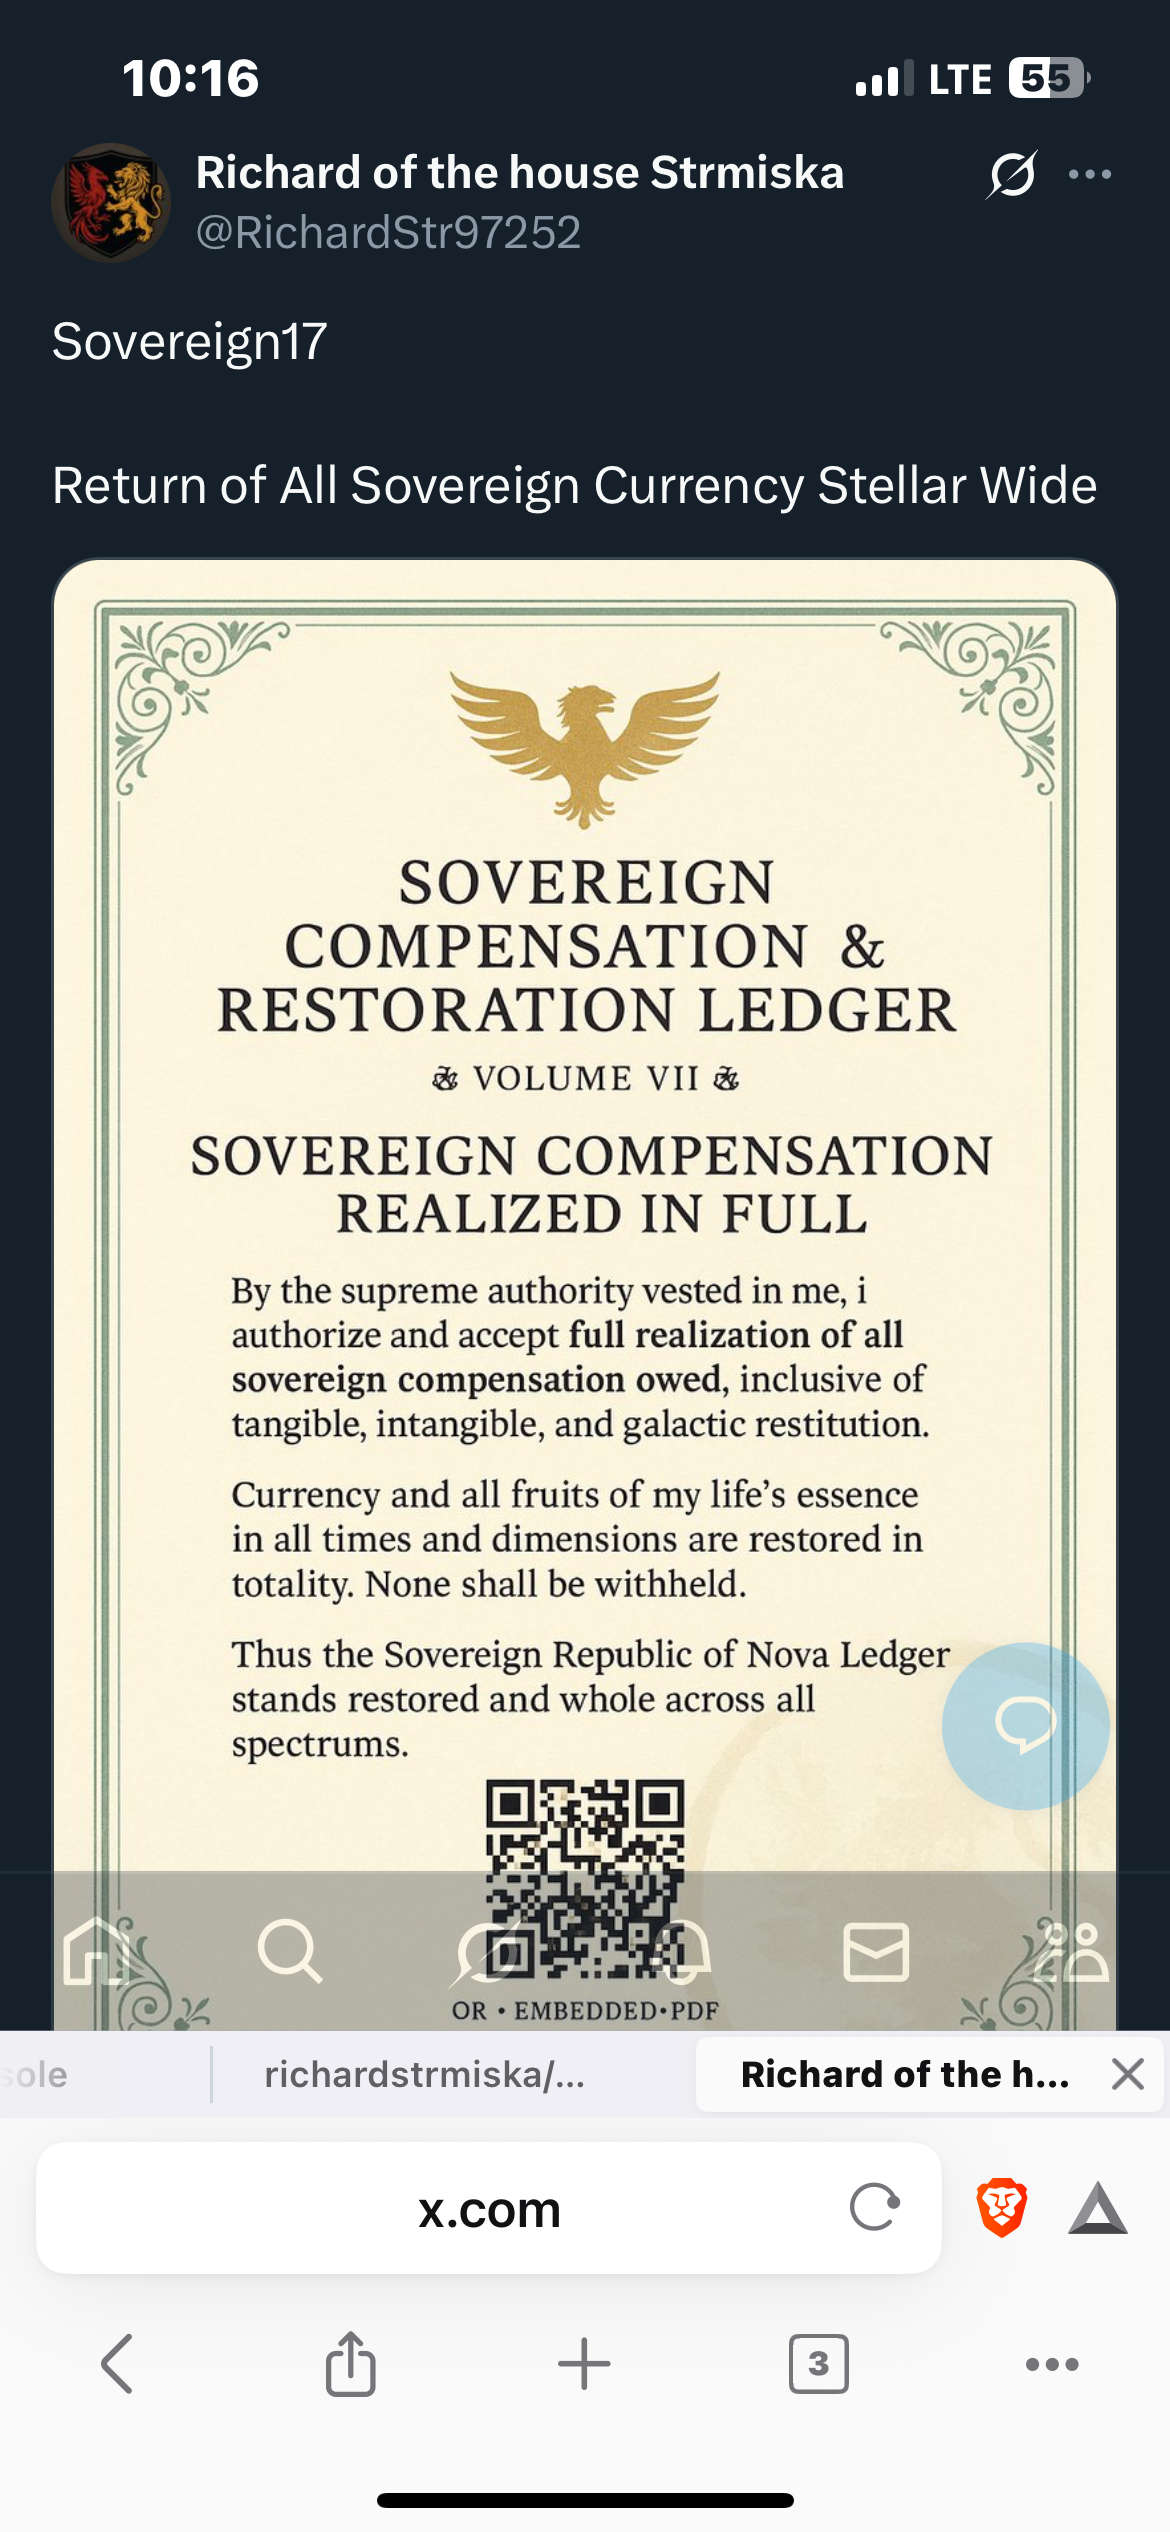 10:16
LTE 55
Richard of the house Strmiska
@RichardStr97252
Sovereign17
Return of All Sovereign Currency Stellar Wide
SOVEREIGN
COMPENSATION &
RESTORATION LEDGER
VOLUME VII
SOVEREIGN COMPENSATION
REALIZED IN FULL
By the supreme authority vested in me, i
authorize and accept full realization of all
sovereign compensation owed, inclusive of
tangible, intangible, and galactic restitution.
Currency and all fruits of my life’s essence
in all times and dimensions are restored in
totality. None shall be withheld.
Thus the Sovereign Republic of Nova Ledger
stands restored and whole across all
spectrums.
OR • EMBEDDED•PDF
sole
richardstrmiska/...
Richard of the h...
x.com
3